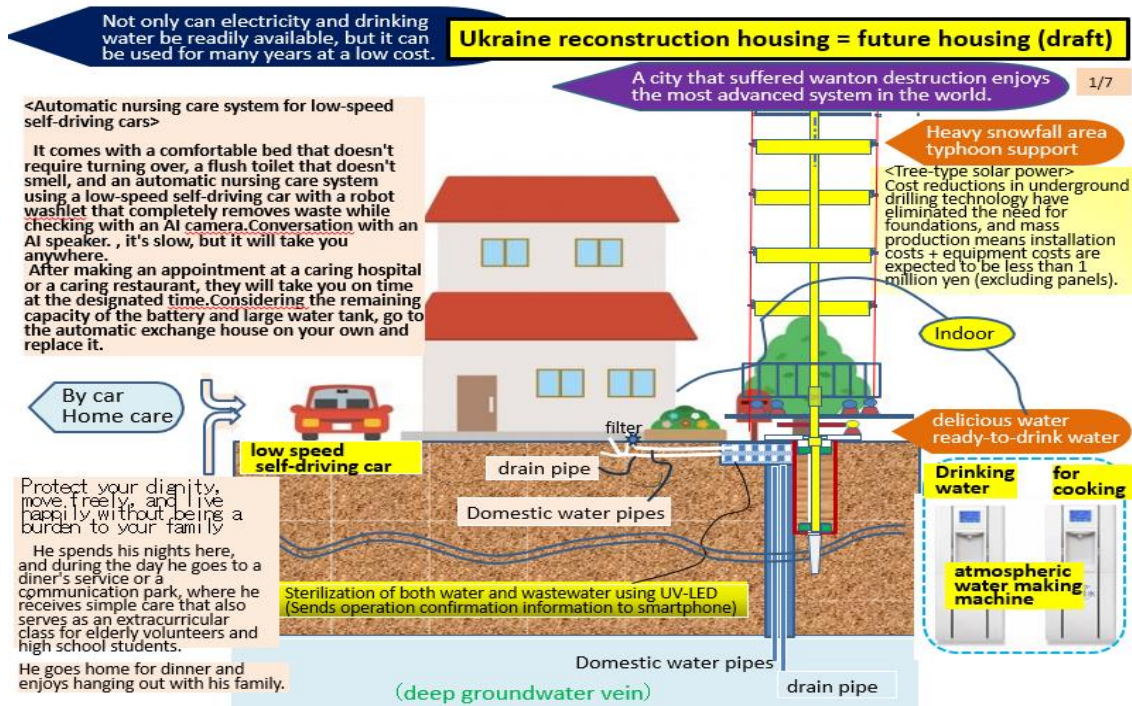 Not only can electricity and drinking
water be readily available, but it can
be used for many years at a low cost.
Ukraine reconstruction housing = future housing (draft)
A city that suffered wanton destruction enjoys
the most advanced system in the world.
1/7
<Automatic nursing care system for low-speed
self-driving cars>
It comes with a comfortable bed that doesn't
require turning over, a flush toilet that doesn't
smell, and an automatic nursing care system
using a low-speed self-driving car with a robot
washlet that completely removes waste while
checking with an AI camera.Conversation with an
AI speaker. , it's slow, but it will take you
anywhere.
After making an appointment at a caring hospital
or a caring restaurant, they will take you on time
at the designated time.Considering the remaining
capacity of the battery and large water tank, go to
the automatic exchange house on your own and
replace it.
Heavy snowfall area
typhoon support
<Tree-type solar power>
Cost reductions in underground
drilling technology have
eliminated the need for
foundations, and mass
production means installation
costs + equipment costs are
expected to be less than 1
million yen (excluding panels).
Indoor
By car
Home care
low speed
self-driving car
filter
drain pipe
Domestic water pipes
delicious water
ready-to-drink water
Drinking
water
for
cooking
atmospheric
water making
machine
Protect your dignity,
move freely, and live
happily without being a
burden to your family
He spends his nights here,
and during the day he goes to a
diner's service or a
communication park, where he
receives simple care that also
serves as an extracurricular
class for elderly volunteers and
high school students.
He goes home for dinner and
enjoys hanging out with his family.
Sterilization of both water and wastewater using UV-LED
(Sends operation confirmation information to smartphone)
Domestic water pipes
drain pipe
(deep groundwater vein)